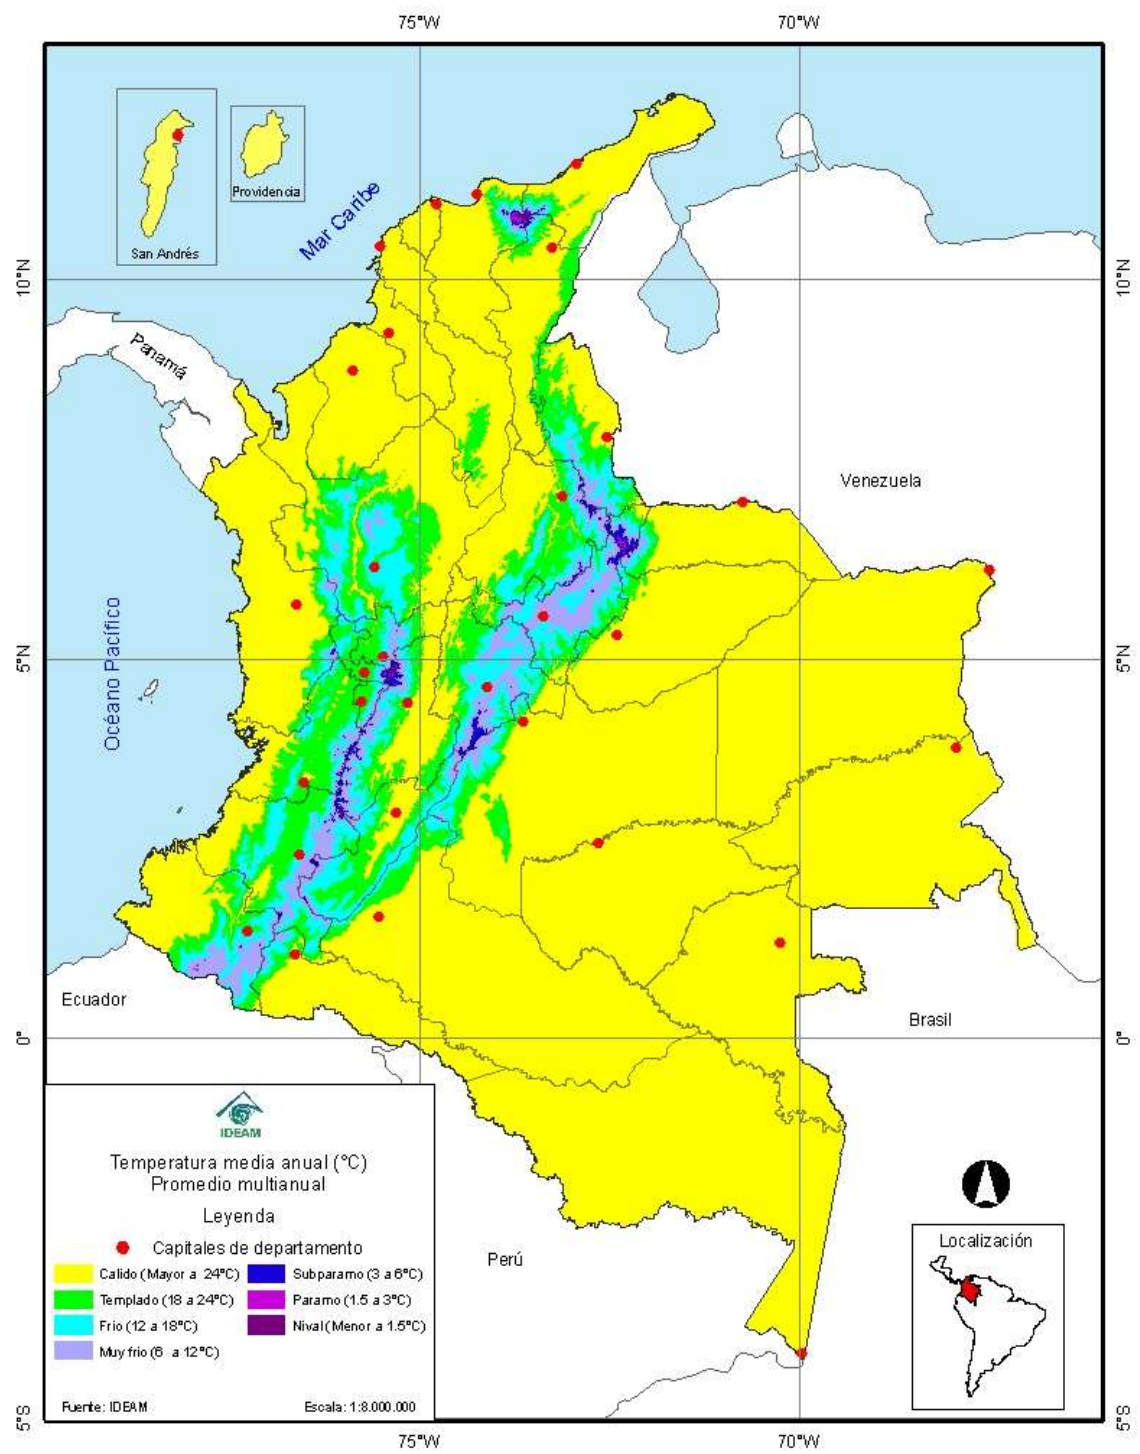 75°W
70°W
Providencia
San Andrés
Mar Caribe
10°N
10°N
Panamá
Venezuela
Océano Pacífico
5°N
5°N
Ecuador
Brasil
0°
0°
IDEAM
Temperatura media anual (°C)
Promedio multianual
Leyenda
Capitales de departamento
Calido (Mayor a 24°C)
Subparamo (3 a 6°C)
Templado (18 a 24°C)
Paramo (1.5 a 3°C)
Frio (12 a 18°C)
Nival (Menor a 1.5°C)
Muy frio (6 a 12°C)
Fuente: IDEAM
Escala: 1:8.000.000
Perú
Localización
5°S
5°S
75°W
70°W